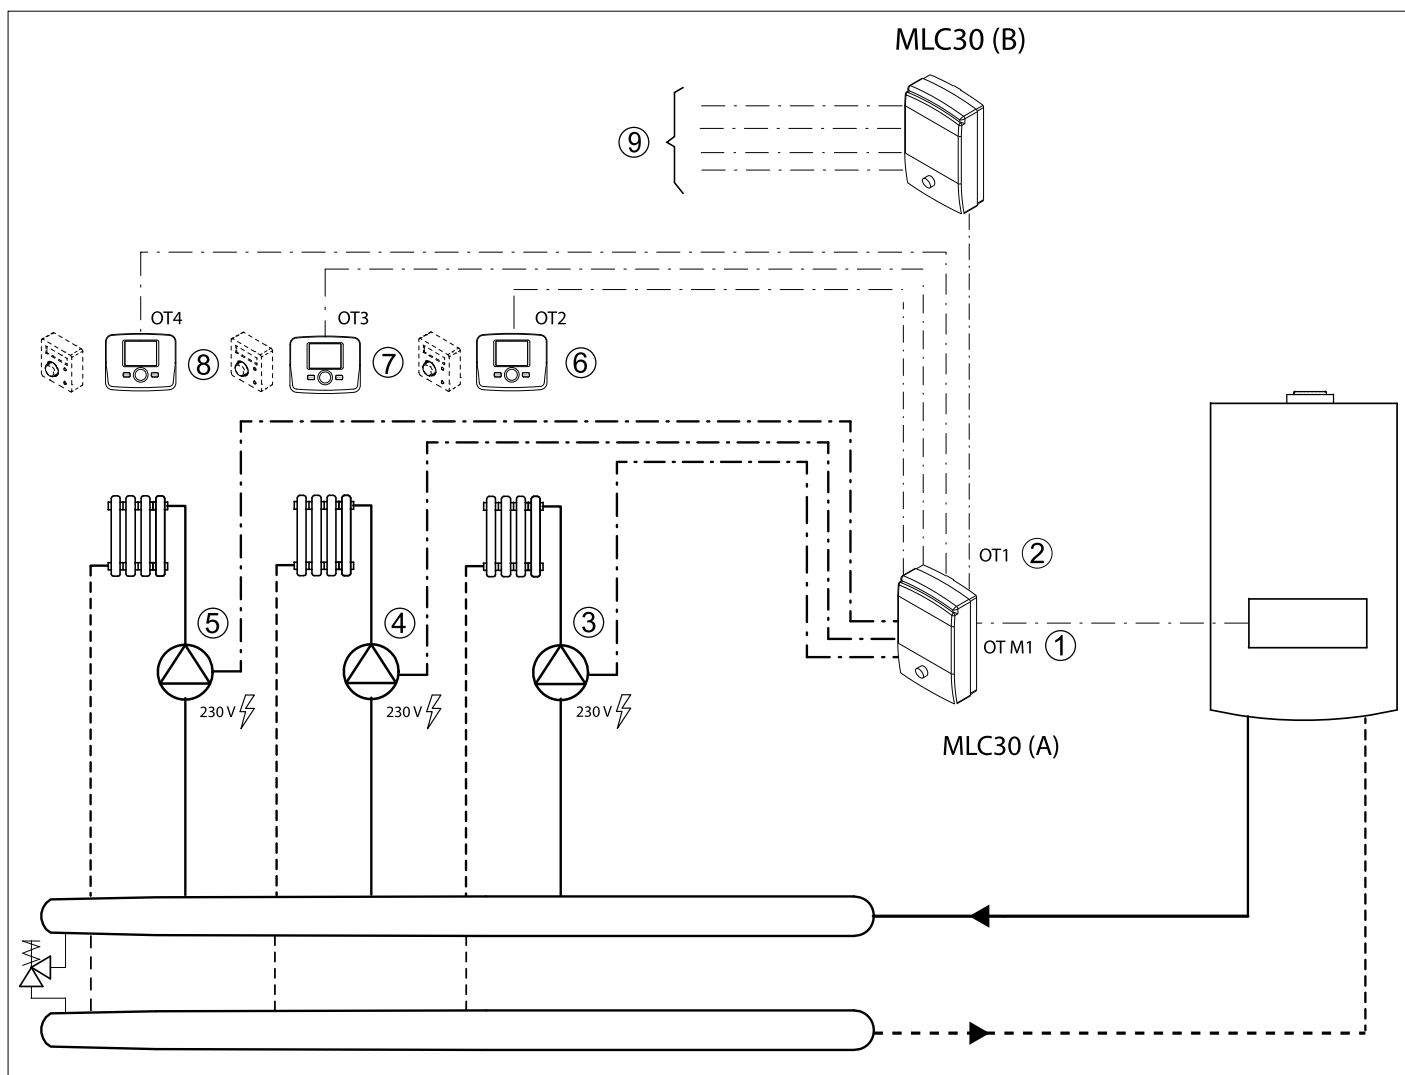 MLC30 (B)
⑨
OT4
OT3
OT2
⑧
⑦
⑥
OT1 ②
⑤
④
③
OT M1 ①
230 V
230 V
230 V
MLC30 (A)